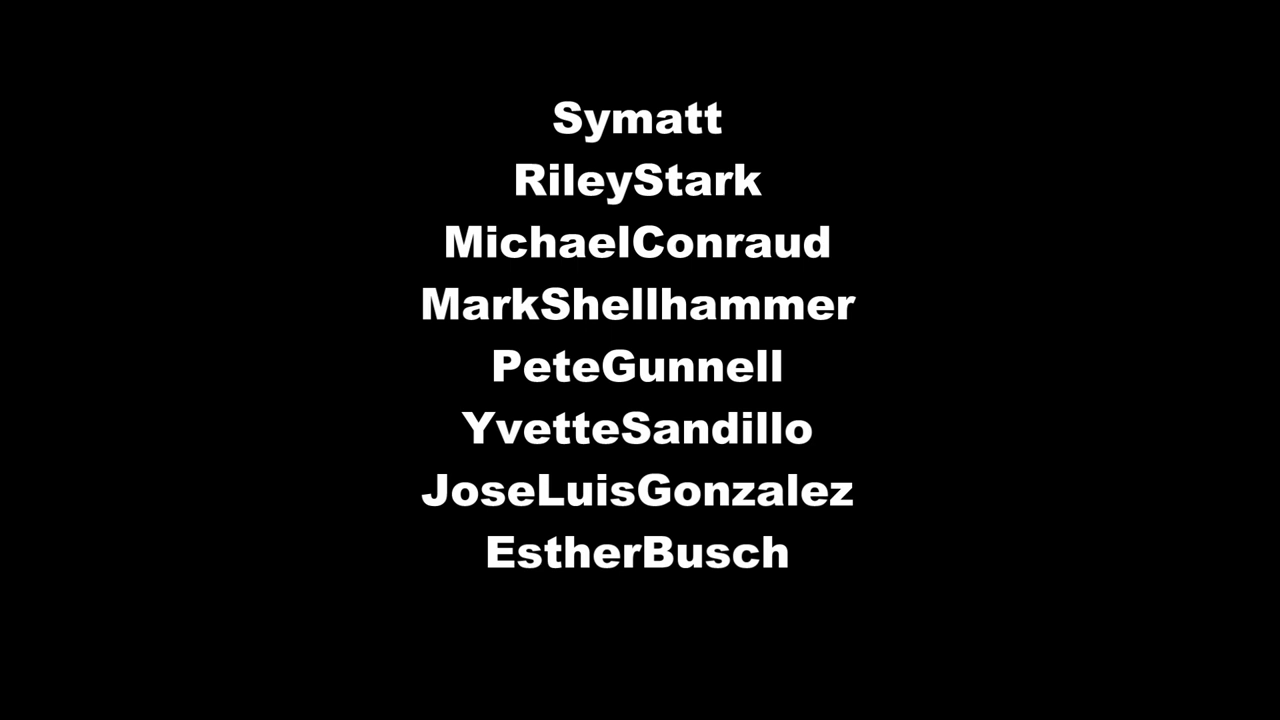 Symatt
RileyStark
MichaelConraud
MarkShellhammer
PeteGunnell
YvetteSandillo
JoseLuisGonzalez
EstherBusch